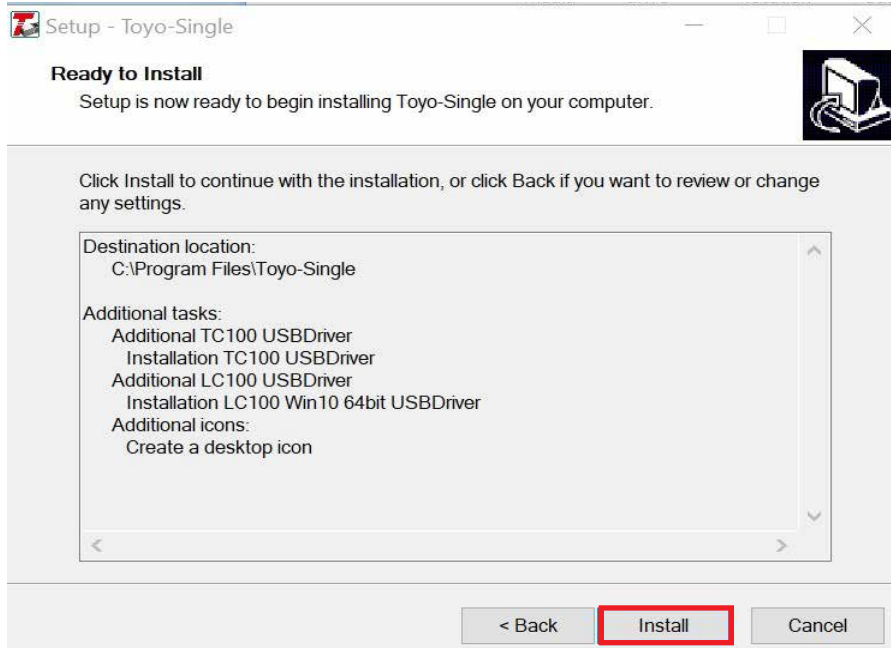 Setup - Toyo-Single
Ready to Install
Setup is now ready to begin installing Toyo-Single on your computer.
Click Install to continue with the installation, or click Back if you want to review or change
any settings.
Destination location:
C:\Program Files\Toyo-Single
Additional tasks:
Additional TC100 USBDriver
Installation TC100 USBDriver
Additional LC100 USBDriver
Installation LC100 Win10 64bit USBDriver
Additional icons:
Create a desktop icon
< Back Install Cancel